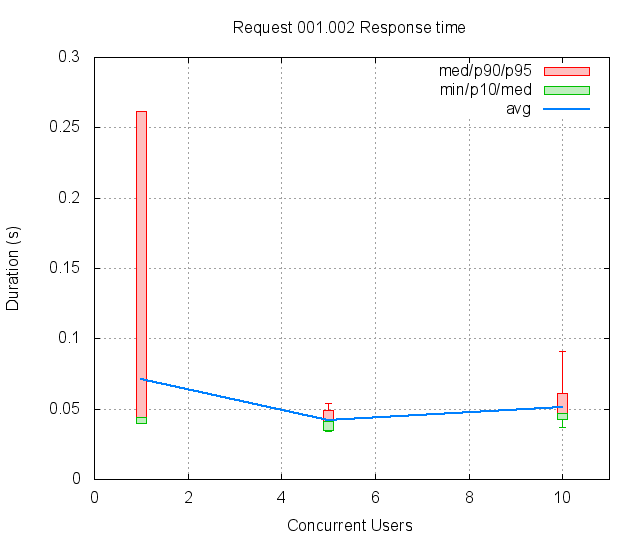 Request 001.002 Response time
0.3
0.25
0.2
0.15
0.1
0.05
0
0 2 4 6 8 10
Duration (s)
Concurrent Users
med/p90/p95
min/p10/med
avg